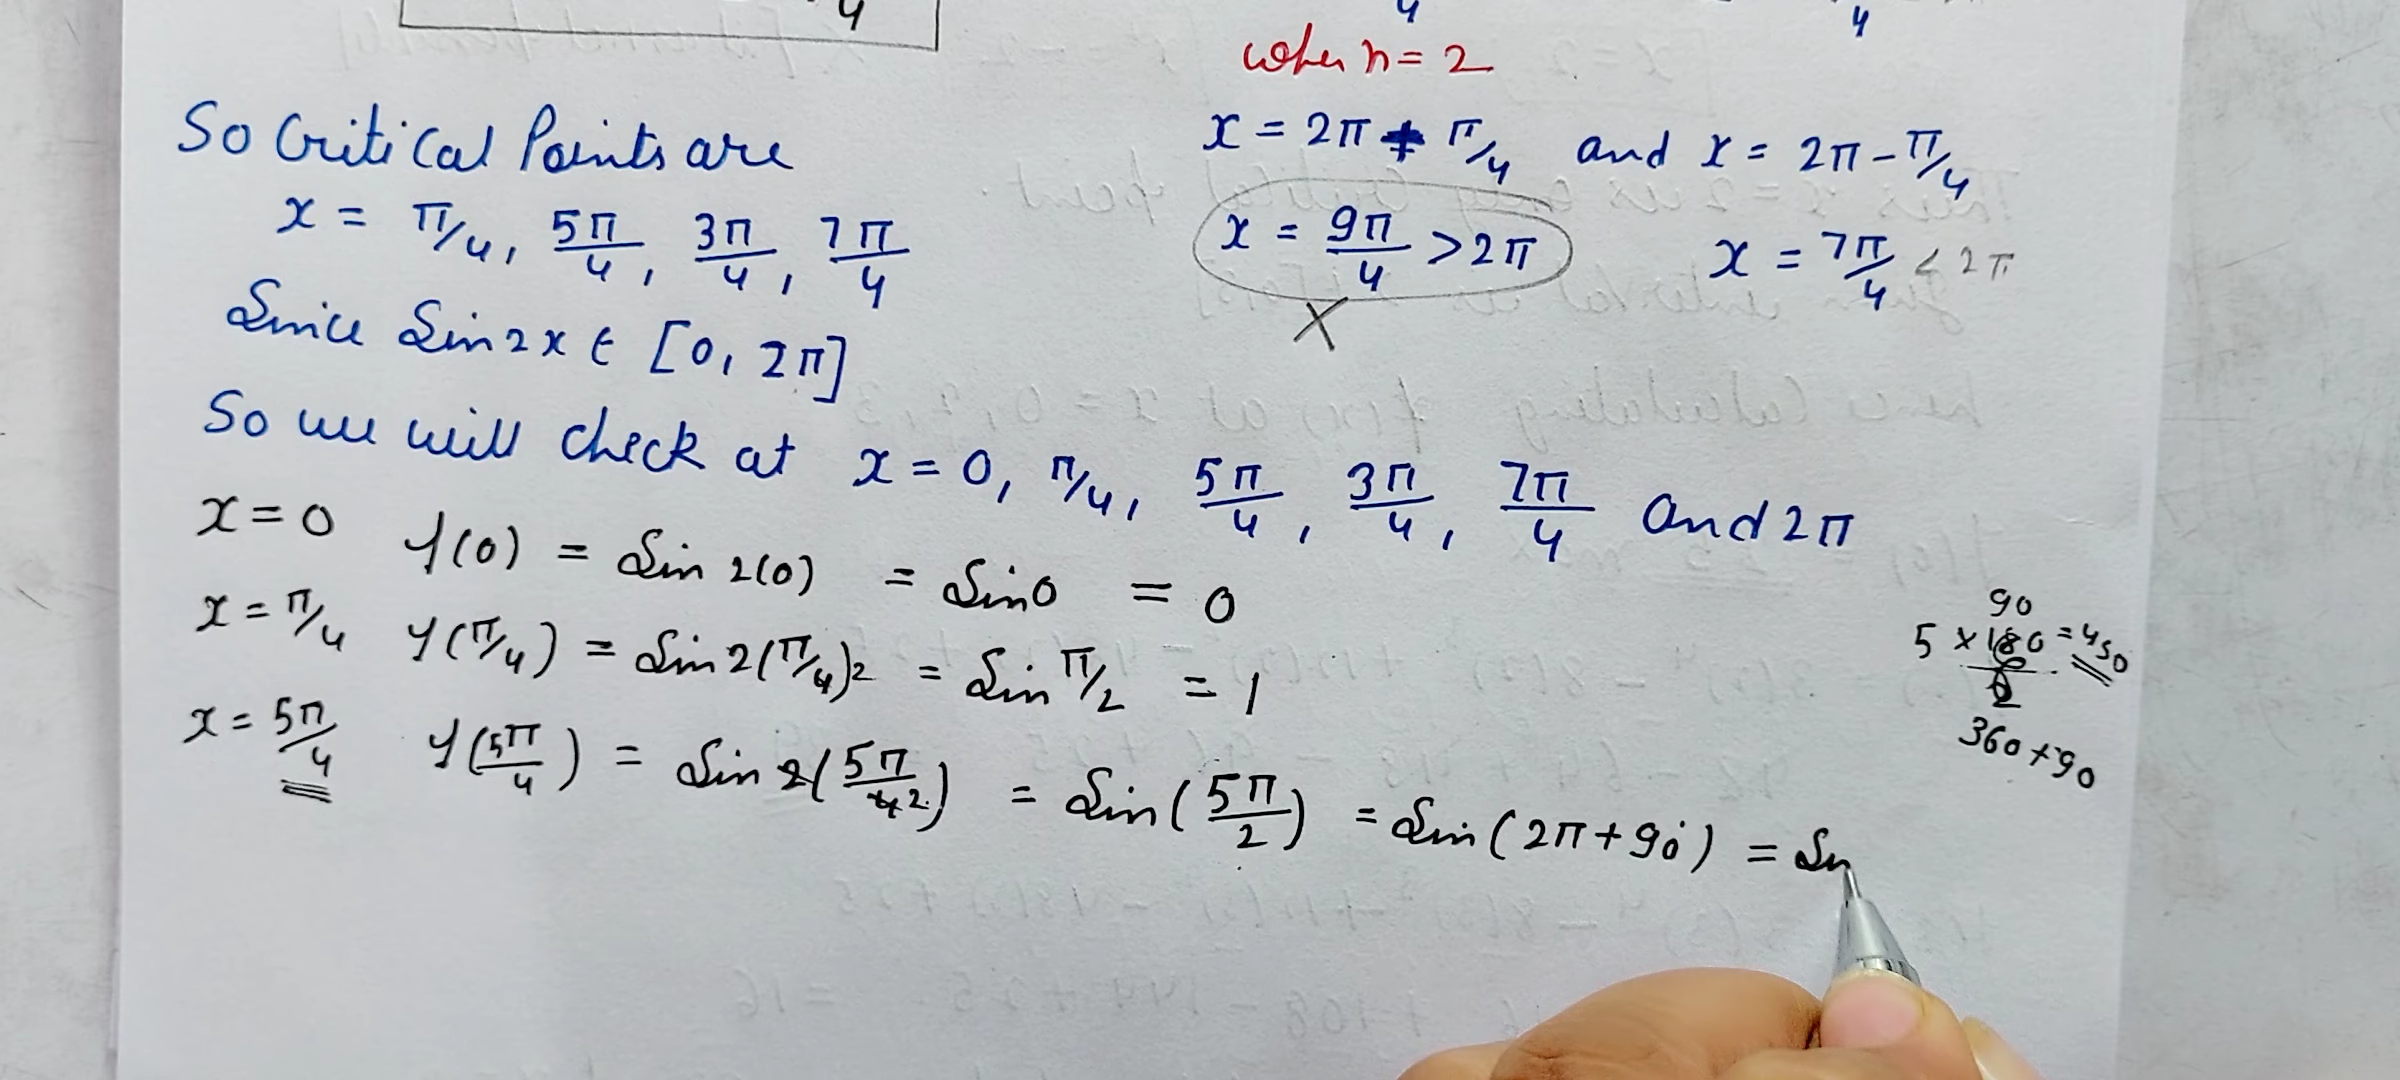 4
4
4
when n = 2
So Critical Points are
x = 2π + π/4 and x = 2π - π/4
x = π/4, 5π/4, 3π/4, 7π/4
x = 9π/4 > 2π
x = 7π/4 < 2π
X
Since Sin2x ∈ [0, 2π]
So we will check at x = 0, π/4, 5π/4, 3π/4, 7π/4 and 2π
x = 0 f(0) = Sin 2(0) = Sin0 = 0
x = π/4 f(π/4) = Sin2(π/4)2 = Sin π/2 = 1
90
5 × 180/2 = 450
360+90
x = 5π/4 f(5π/4) = Sin 2(5π/4 2) = Sin(5π/2) = Sin(2π+90°) = Sin